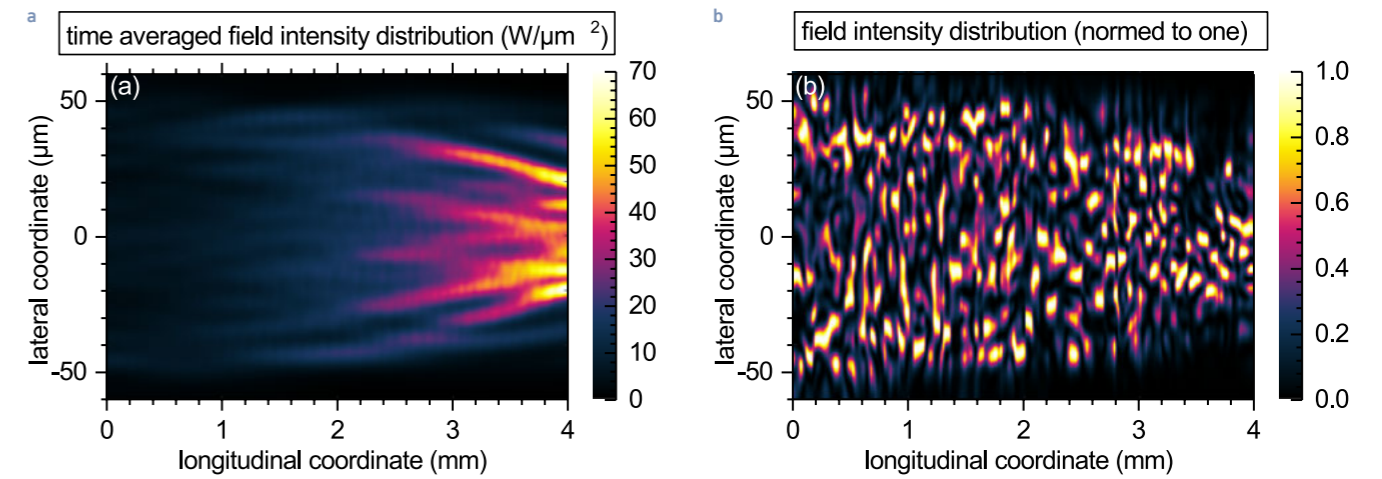 a
time averaged field intensity distribution (W/µm 2)
(a)
50
0
-50
lateral coordinate (µm)
0 1 2 3 4
longitudinal coordinate (mm)
70
60
50
40
30
20
10
0
b
field intensity distribution (normed to one)
(b)
50
0
-50
lateral coordinate (µm)
0 1 2 3 4
longitudinal coordinate (mm)
1.0
0.8
0.6
0.4
0.2
0.0